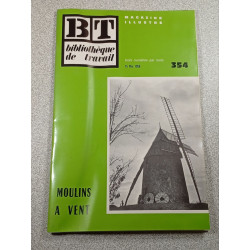 BT
bibliothèque
de travail
MAGAZINE
ILLUSTRÉ
354
MOULINS
A VENT